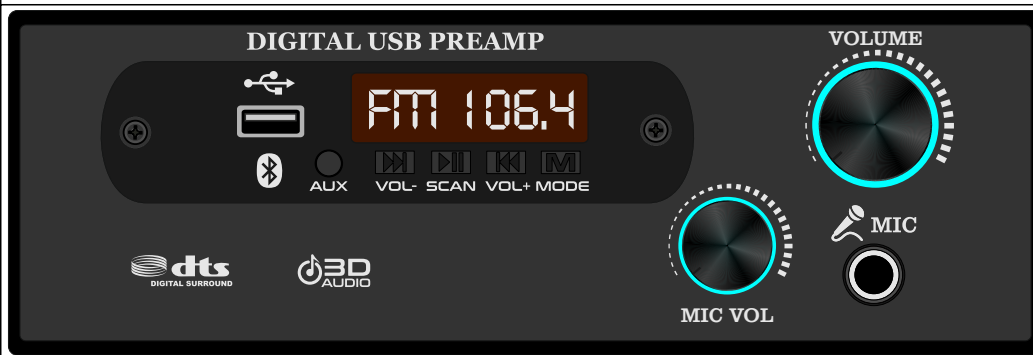 DIGITAL USB PREAMP
VOLUME
FM 106.4
M
AUX VOL- SCAN VOL+ MODE
MIC
dts
DIGITAL SURROUND
3D
AUDIO
MIC VOL